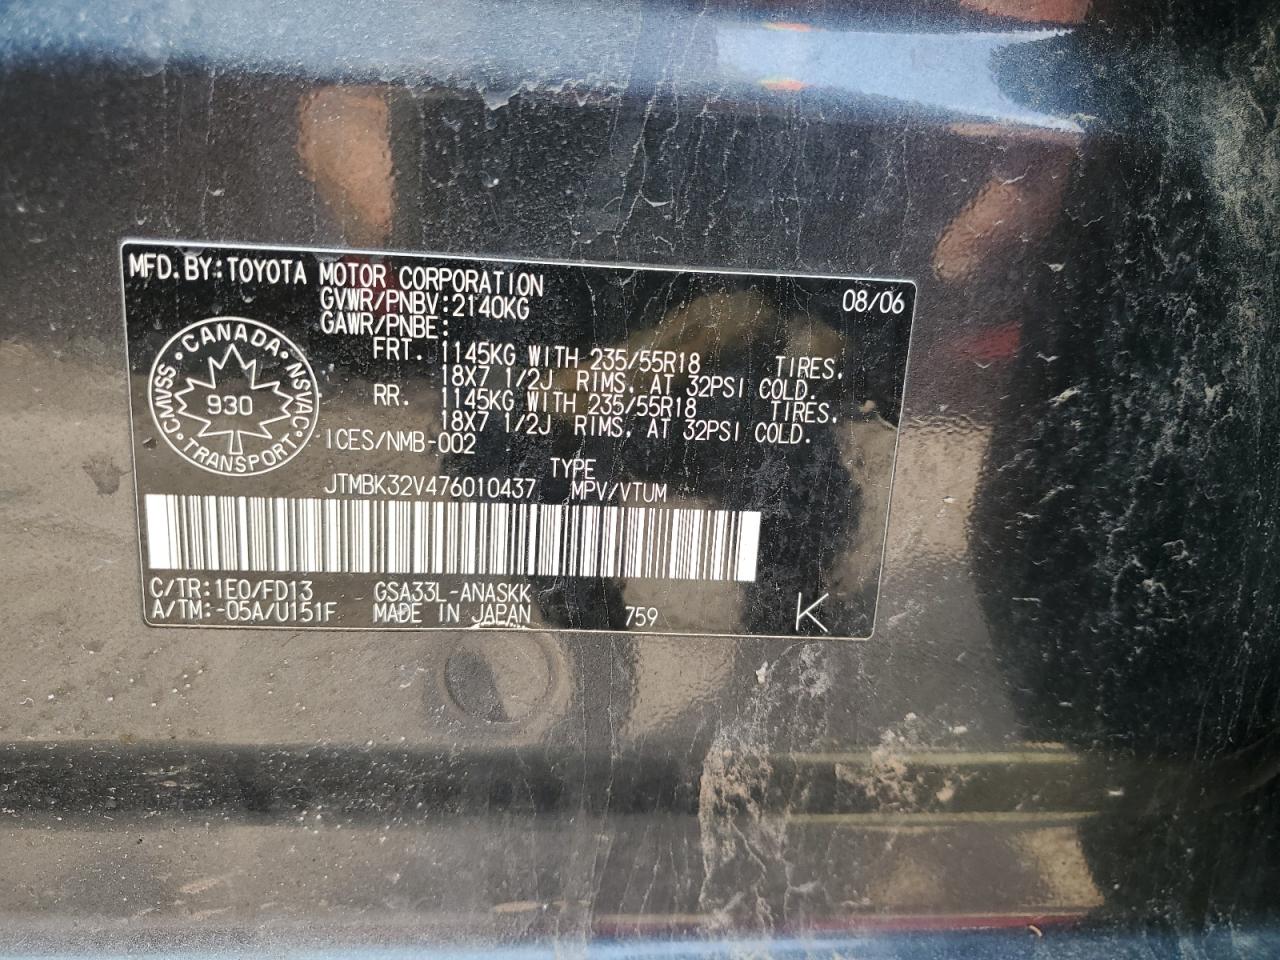 MFD. BY: TOYOTA MOTOR CORPORATION 08/06
GVWR/PNBV: 2140KG
GAWR/PNBE:
FRT. 1145KG WITH 235/55R18 TIRES.
18X7 1/2J RIMS. AT 32PSI COLD.
RR. 1145KG WITH 235/55R18 TIRES.
18X7 1/2J RIMS. AT 32PSI COLD.
CMVSS · CANADA · NSVAC · TRANSPORT ·
930
ICES/NMB-002
TYPE
JTMBK32V476010437 MPV/VTUM
C/TR: 1E0/FD13 GSA33L-ANASKK
A/TM: -05A/U151F MADE IN JAPAN 759 K